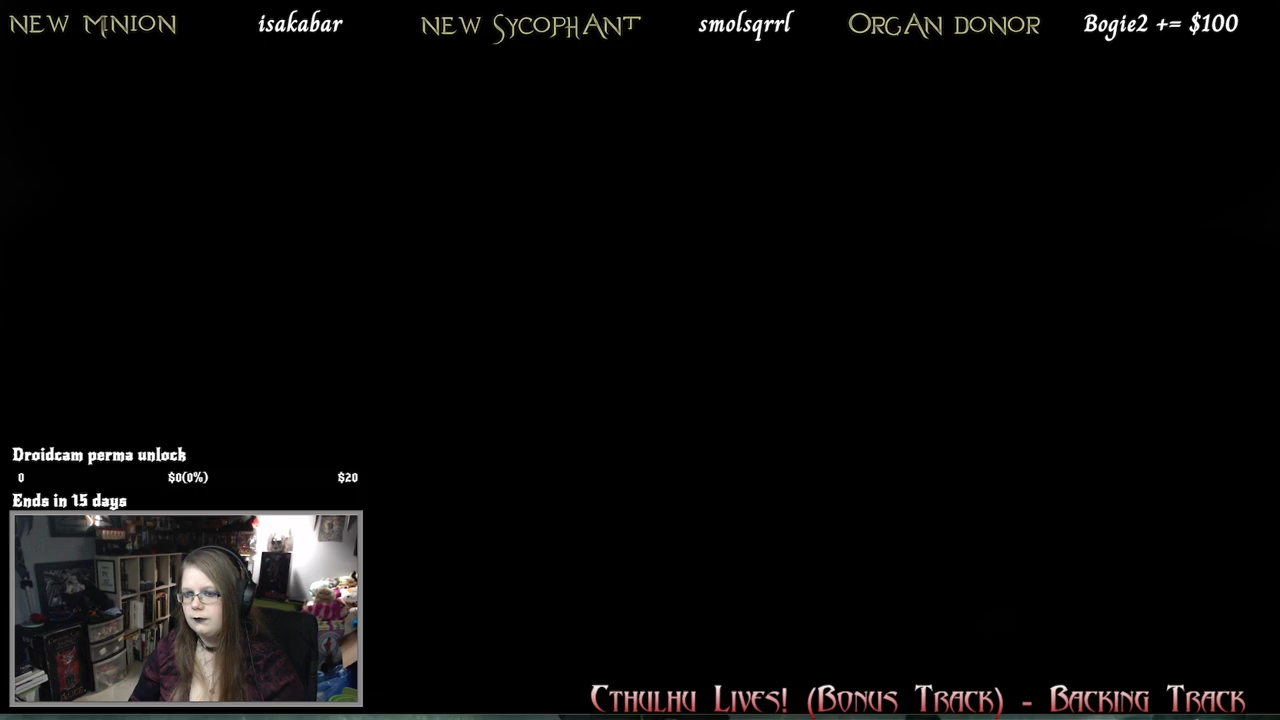 NEW MINION isakabar NEW SYCOPHANT smolsqrrl ORGAN DONOR Bogie2 += $100
Droidcam perma unlock
0 $0(0%) $20
Ends in 15 days
CTHULHU LIVES! (BONUS TRACK) - BACKING TRACK